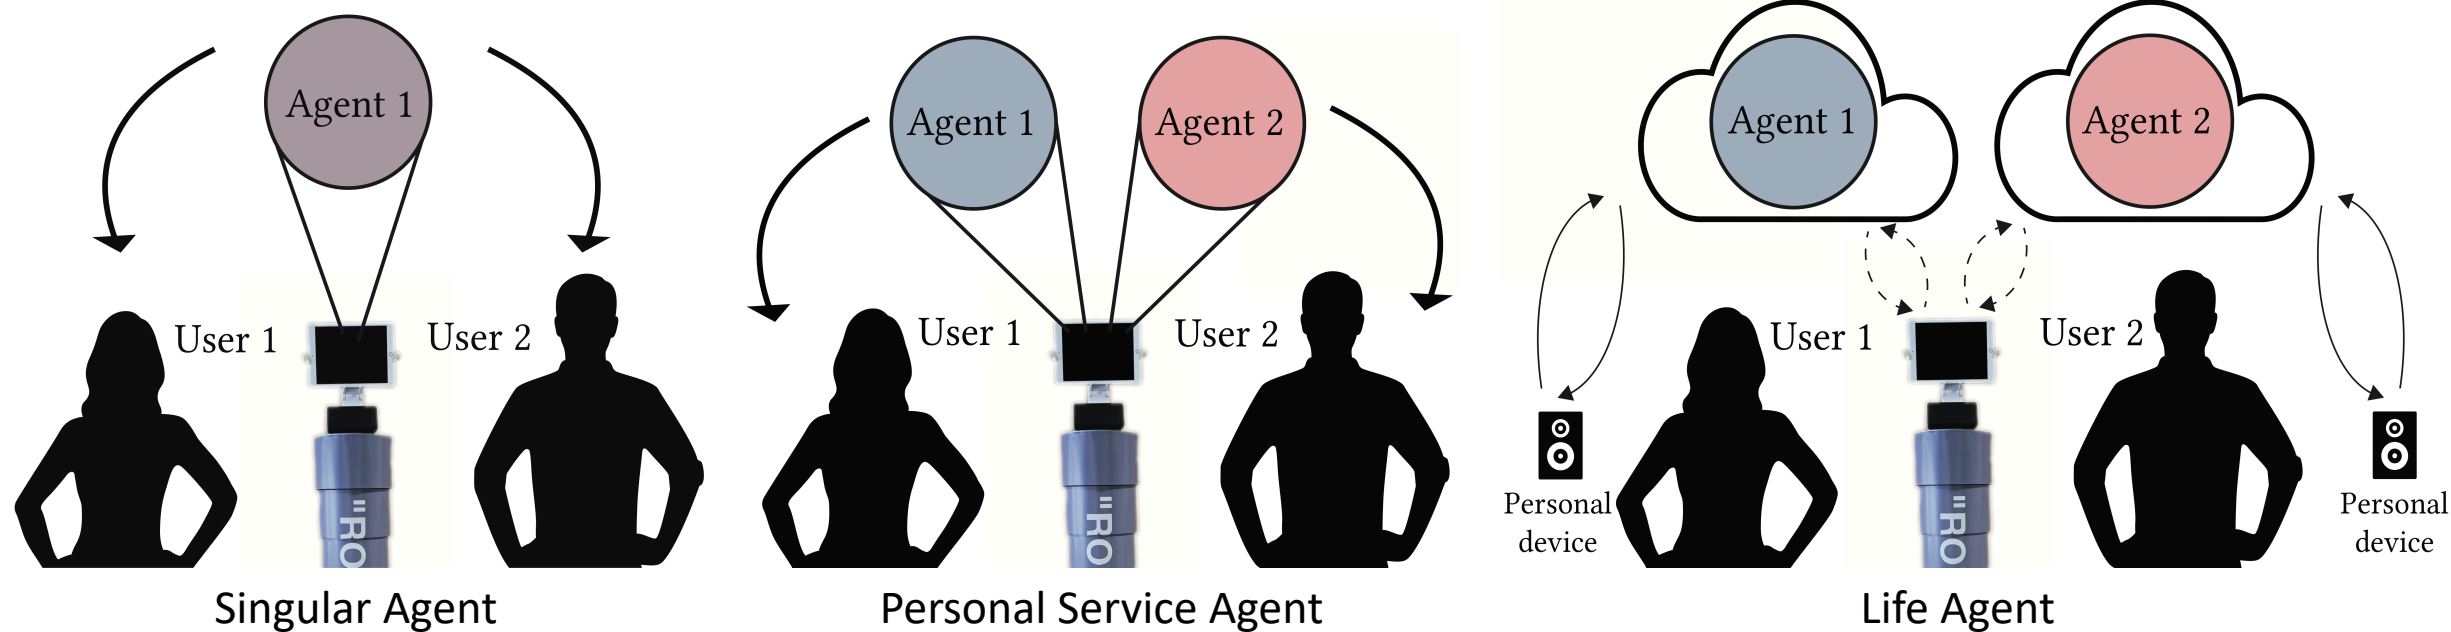 Agent 1
User 1
User 2
"RO
Singular Agent
Agent 1
Agent 2
User 1
User 2
"RO
Personal Service Agent
Agent 1
Agent 2
User 1
User 2
Personal
device
"RO
Personal
device
Life Agent